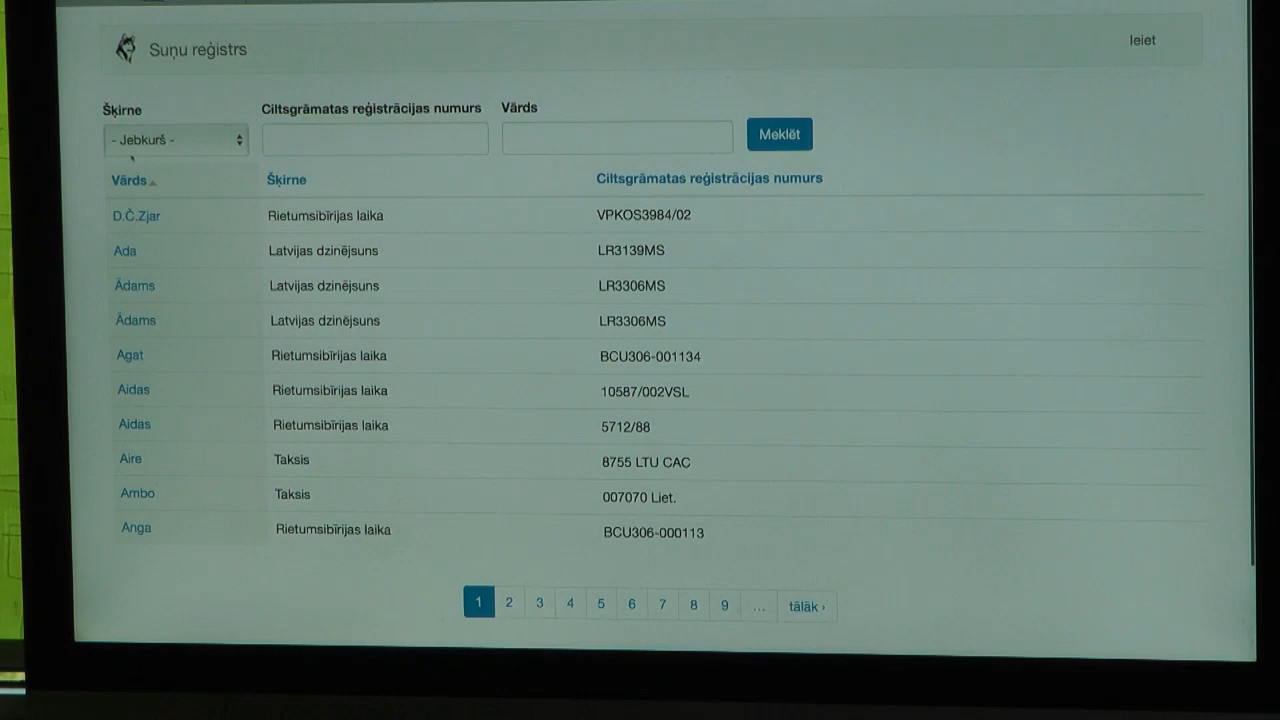 Suņu reģistrs
Ieiet
Šķirne Ciltsgrāmatas reģistrācijas numurs Vārds
- Jebkurš - Meklēt
Vārds Šķirne Ciltsgrāmatas reģistrācijas numurs
D.Č.Zjar Rietumsibīrijas laika VPKOS3984/02
Ada Latvijas dzinējsuns LR3139MS
Ādams Latvijas dzinējsuns LR3306MS
Ādams Latvijas dzinējsuns LR3306MS
Agat Rietumsibīrijas laika BCU306-001134
Aidas Rietumsibīrijas laika 10587/002VSL
Aidas Rietumsibīrijas laika 5712/88
Aire Taksis 8755 LTU CAC
Ambo Taksis 007070 Liet.
Anga Rietumsibīrijas laika BCU306-000113
1 2 3 4 5 6 7 8 9 ... tālāk ›